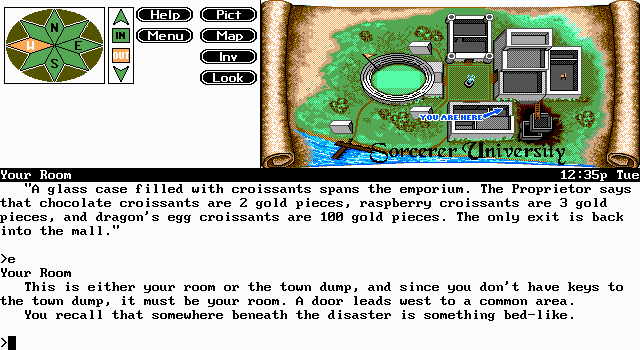 N
W
E
S
IN
OUT
Help
Menu
Pict
Map
Inv
Look
YOU ARE HERE
Sorcerer University
Your Room 12:35p Tue
"A glass case filled with croissants spans the emporium. The Proprietor says
that chocolate croissants are 2 gold pieces, raspberry croissants are 3 gold
pieces, and dragon's egg croissants are 100 gold pieces. The only exit is back
into the mall."
>e
Your Room
This is either your room or the town dump, and since you don't have keys to
the town dump, it must be your room. A door leads west to a common area.
You recall that somewhere beneath the disaster is something bed-like.
>